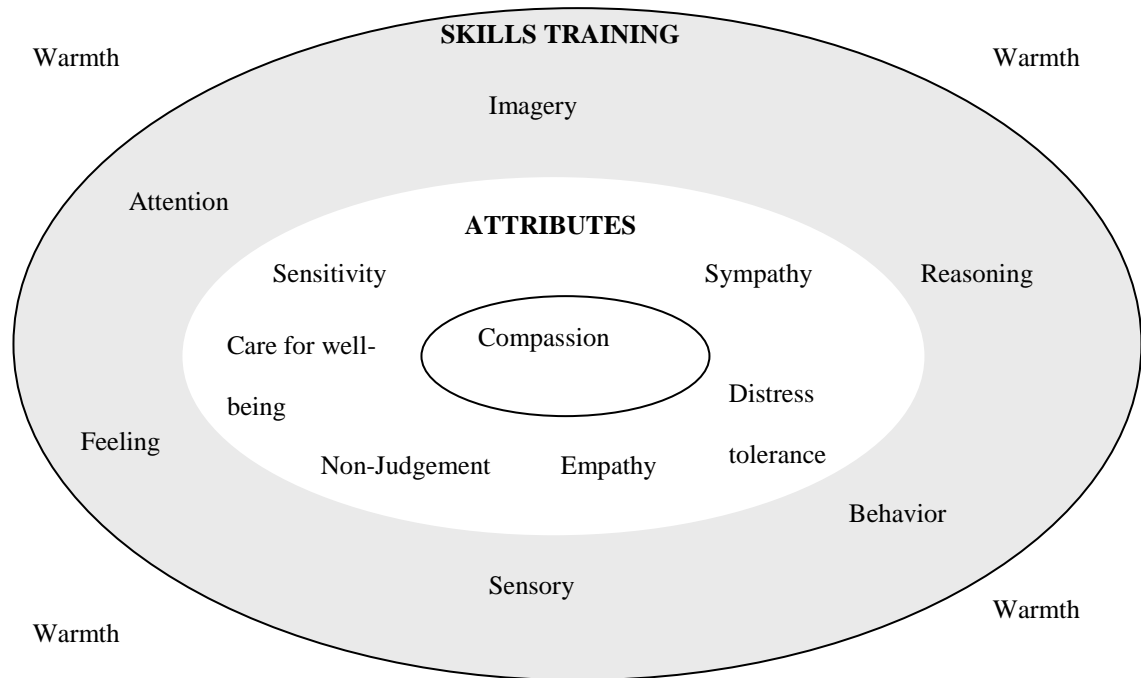 SKILLS TRAINING
Warmth
Warmth
Imagery
Attention
ATTRIBUTES
Sensitivity
Sympathy
Reasoning
Compassion
Care for well-
being
Distress
tolerance
Feeling
Non-Judgement
Empathy
Behavior
Sensory
Warmth
Warmth